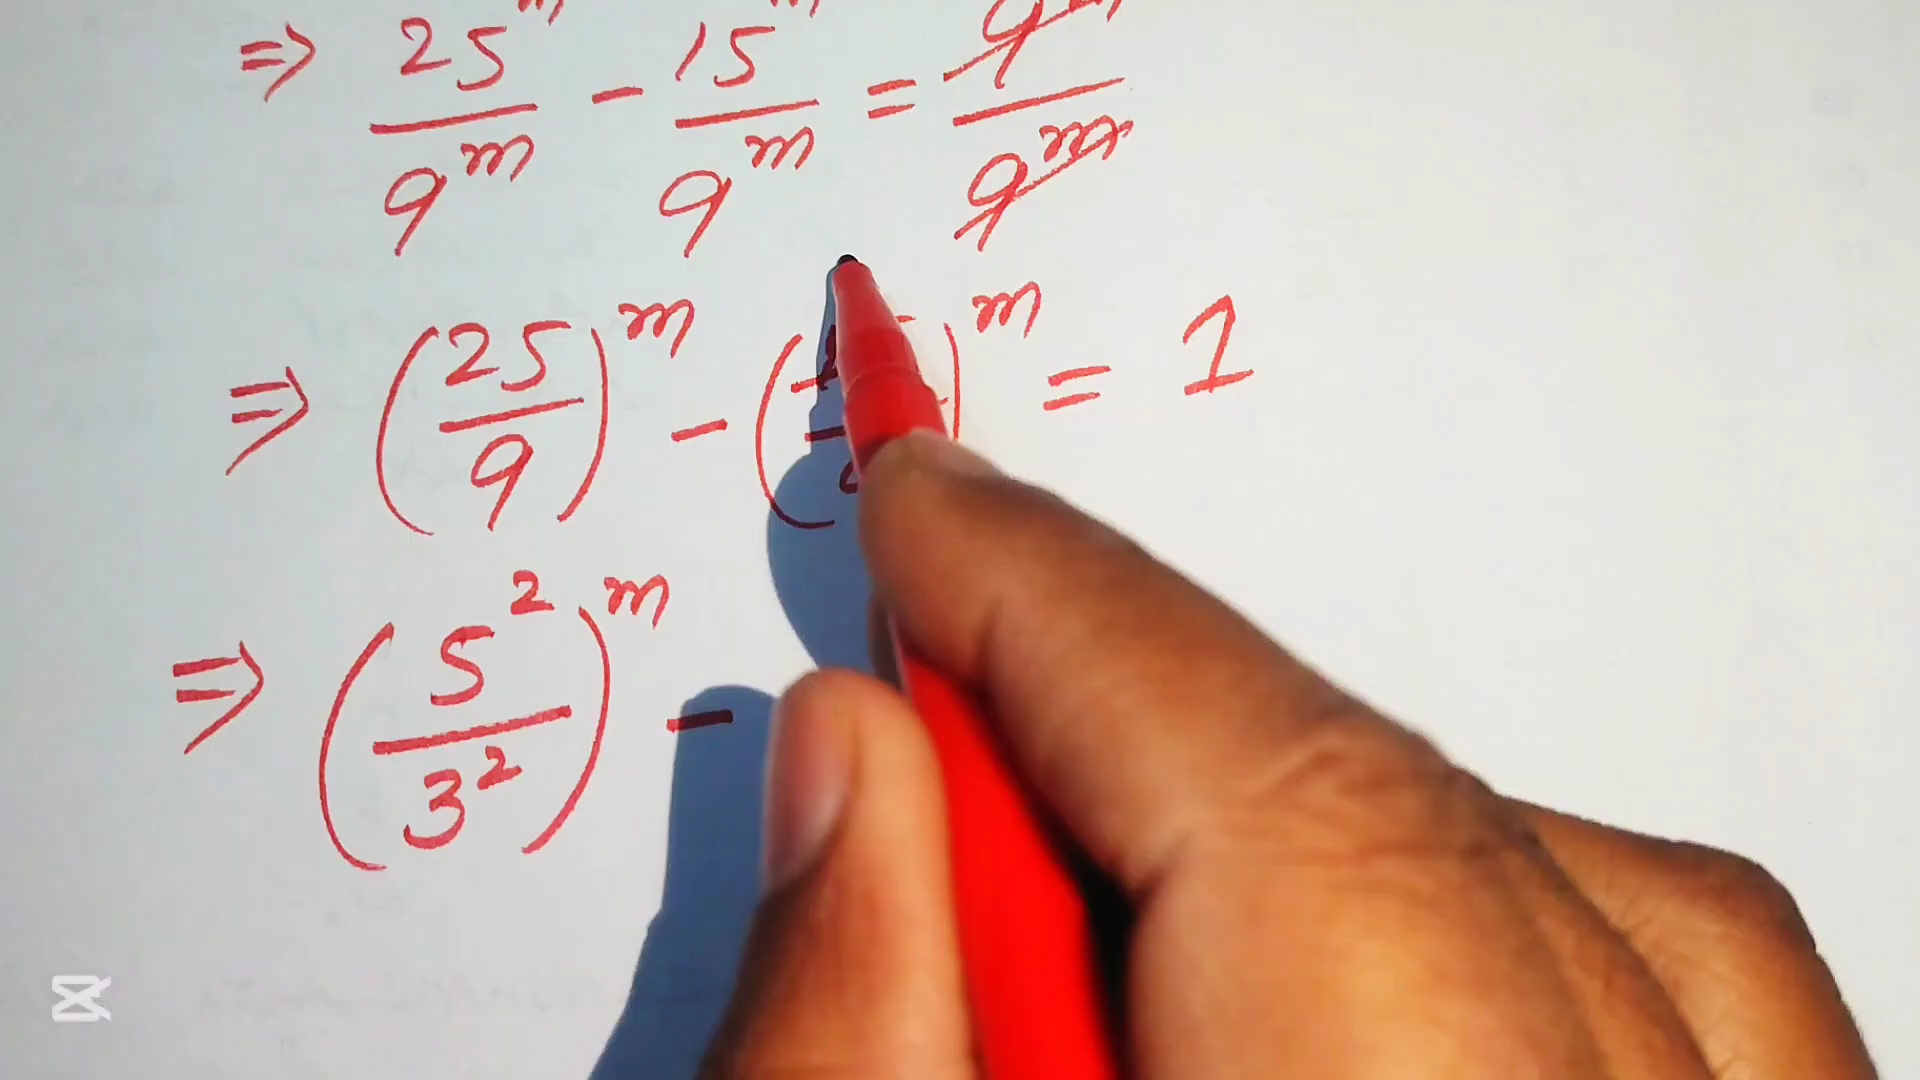 ⇒ 25^m/9^m - 15^m/9^m = 9^m/9^m
⇒ (25/9)^m - ( )^m = 1
⇒ (5^2/3^2)^m -